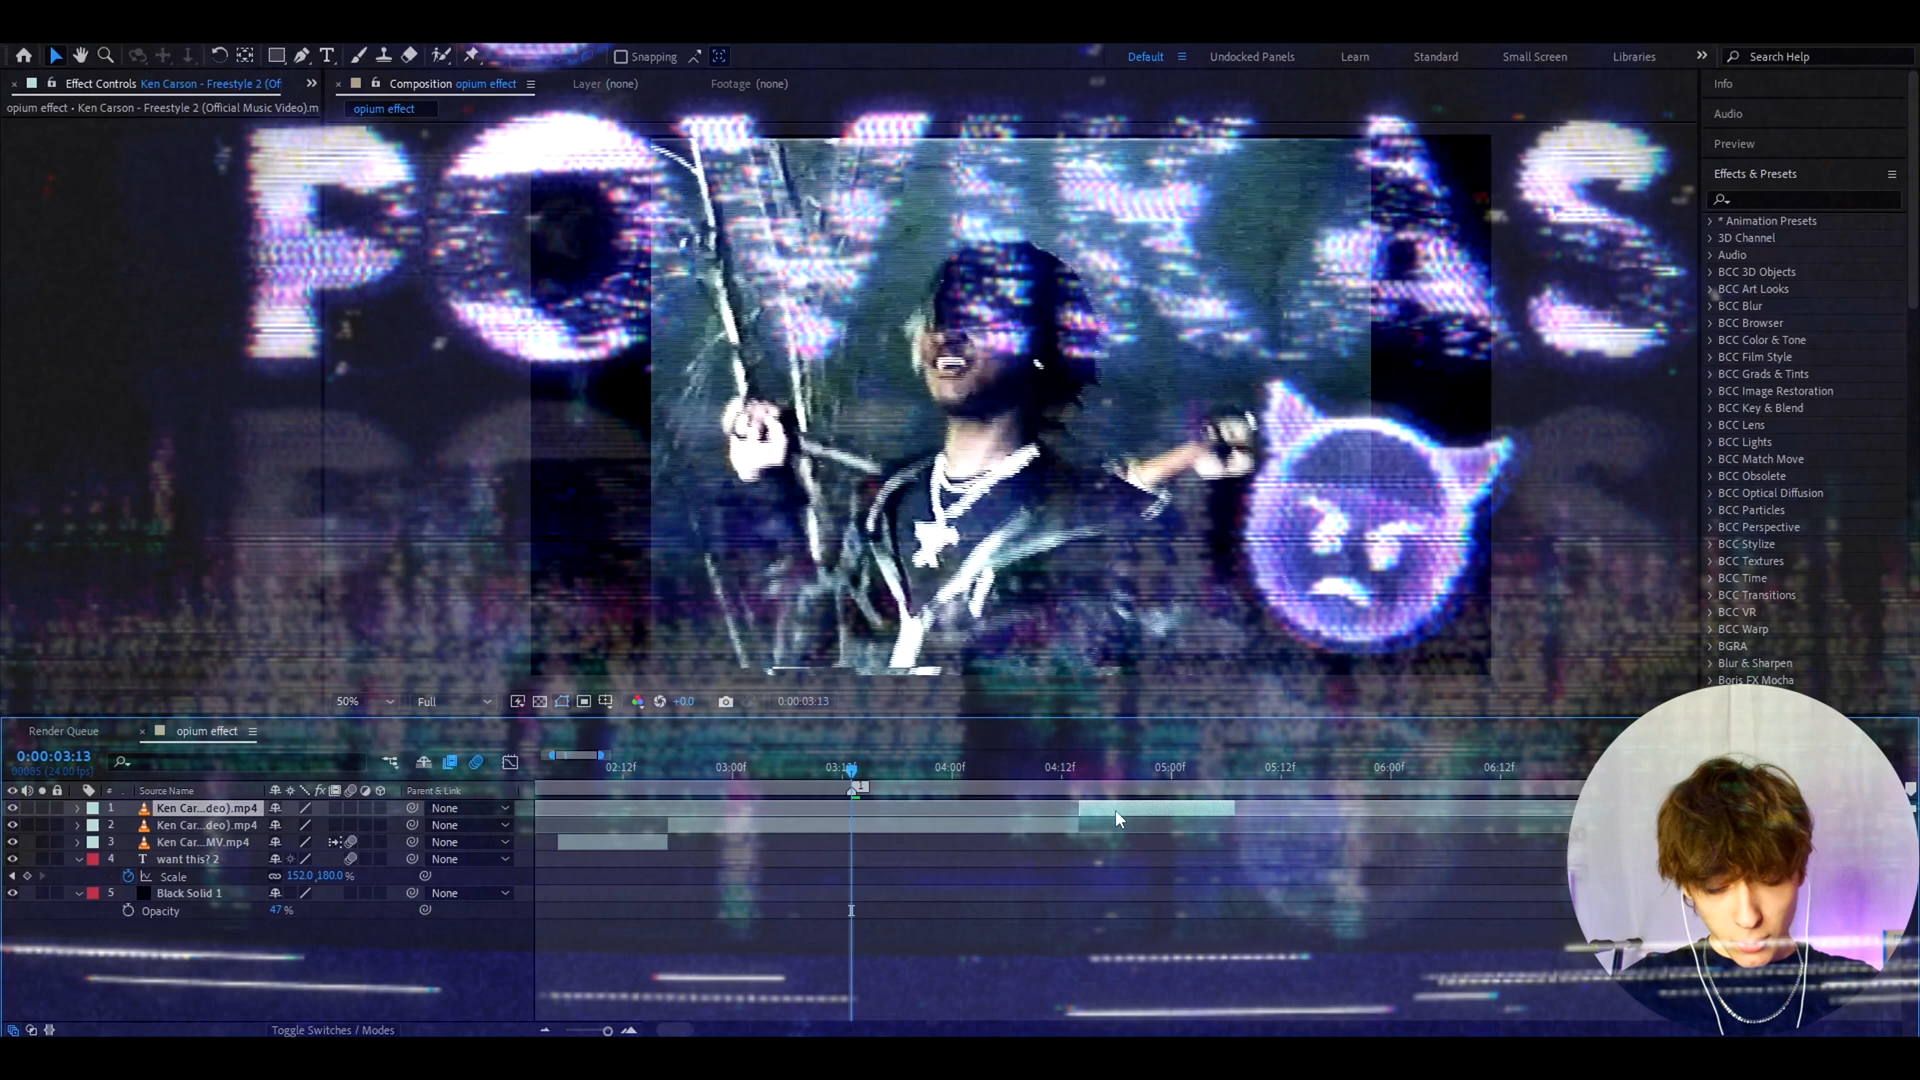 Snapping
Default
Undocked Panels
Learn
Standard
Small Screen
Libraries
Search Help
Effect Controls Ken Carson - Freestyle 2 (Of
Composition opium effect
Layer (none)
Footage (none)
opium effect • Ken Carson - Freestyle 2 (Official Music Video).m
opium effect
Info
Audio
Preview
Effects & Presets
* Animation Presets
3D Channel
Audio
BCC 3D Objects
BCC Art Looks
BCC Blur
BCC Browser
BCC Color & Tone
BCC Film Style
BCC Grads & Tints
BCC Image Restoration
BCC Key & Blend
BCC Lens
BCC Lights
BCC Match Move
BCC Obsolete
BCC Optical Diffusion
BCC Particles
BCC Perspective
BCC Stylize
BCC Textures
BCC Time
BCC Transitions
BCC VR
BCC Warp
BGRA
Blur & Sharpen
Boris FX Mocha
50%
Full
+0.0
0:00:03:13
Render Queue
opium effect
0:00:03:13
00085 (24.00 fps)
02:12f
03:00f
03:12f
04:00f
04:12f
05:00f
05:12f
06:00f
06:12f
# Source Name
fx
Parent & Link
1 Ken Car...deo).mp4 None
2 Ken Car...deo).mp4 None
3 Ken Car...MV.mp4 None
4 T want this? 2 None
Scale 152.0,180.0%
5 Black Solid 1 None
Opacity 47 %
Toggle Switches / Modes